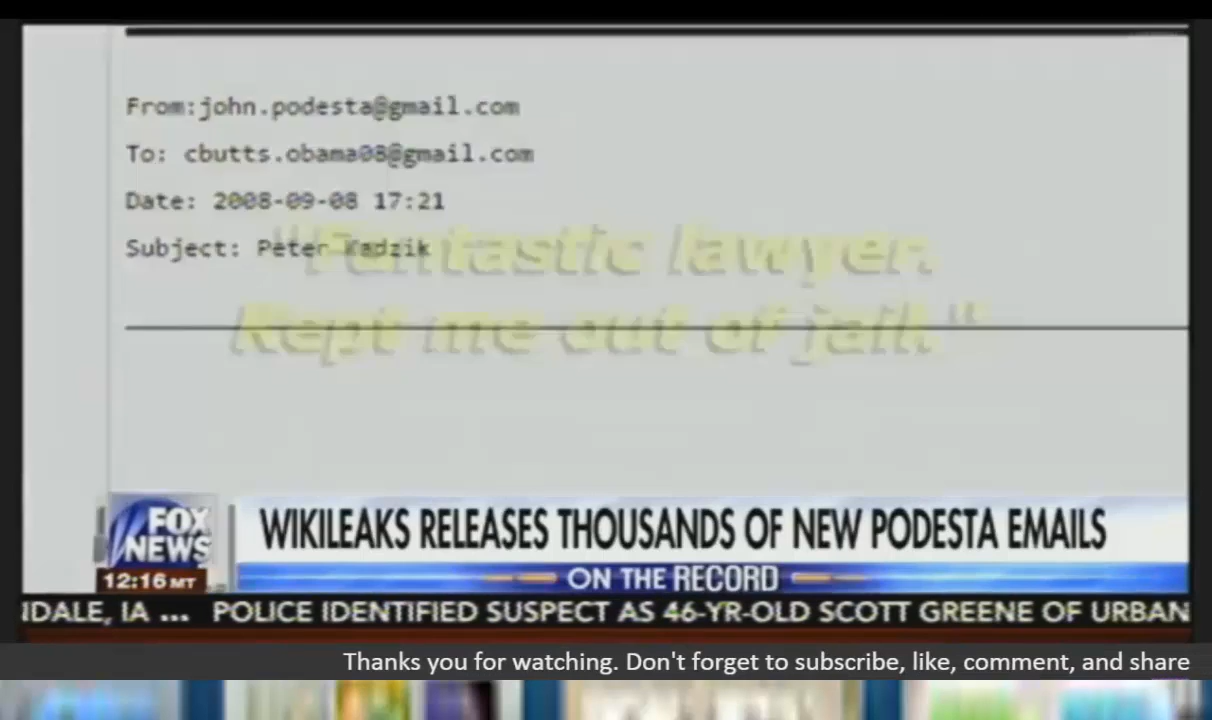 From:john.podesta@gmail.com
To: cbutts.obama08@gmail.com
Date: 2008-09-08 17:21
Subject: Peter Kadzik
"Fantastic lawyer.
Kept me out of jail."
FOX
NEWS
12:16 MT
WIKILEAKS RELEASES THOUSANDS OF NEW PODESTA EMAILS
ON THE RECORD
NDALE, IA ... POLICE IDENTIFIED SUSPECT AS 46-YR-OLD SCOTT GREENE OF URBAN
Thanks you for watching. Don't forget to subscribe, like, comment, and share